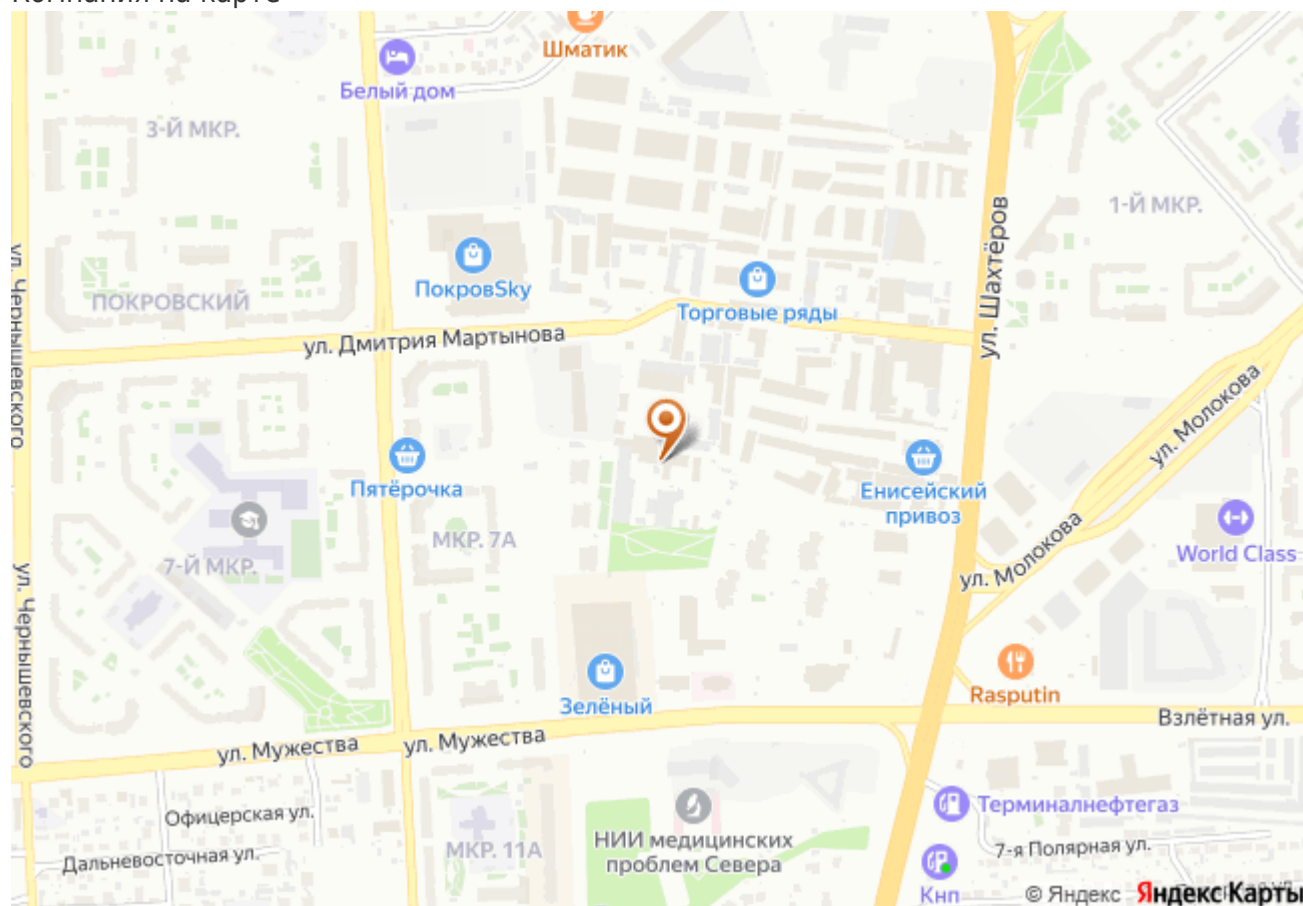 Компания на карте
Шматик
Белый дом
3-Й МКР.
1-Й МКР.
ул. Шахтёров
ул. Чернышевского
ПокровSky
ПОКРОВСКИЙ
Торговые ряды
ул. Дмитрия Мартынова
ул. Молокова
Пятёрочка
Енисейский
привоз
МКР. 7А
World Class
7-Й МКР.
ул. Молокова
ул. Чернышевского
Rasputin
Зелёный
Взлётная ул.
ул. Мужества
ул. Мужества
Офицерская ул.
Терминалнефтегаз
НИИ медицинских
проблем Севера
МКР. 11А
7-я Полярная ул.
Дальневосточная ул.
Кнп
© Яндекс Яндекс Карты